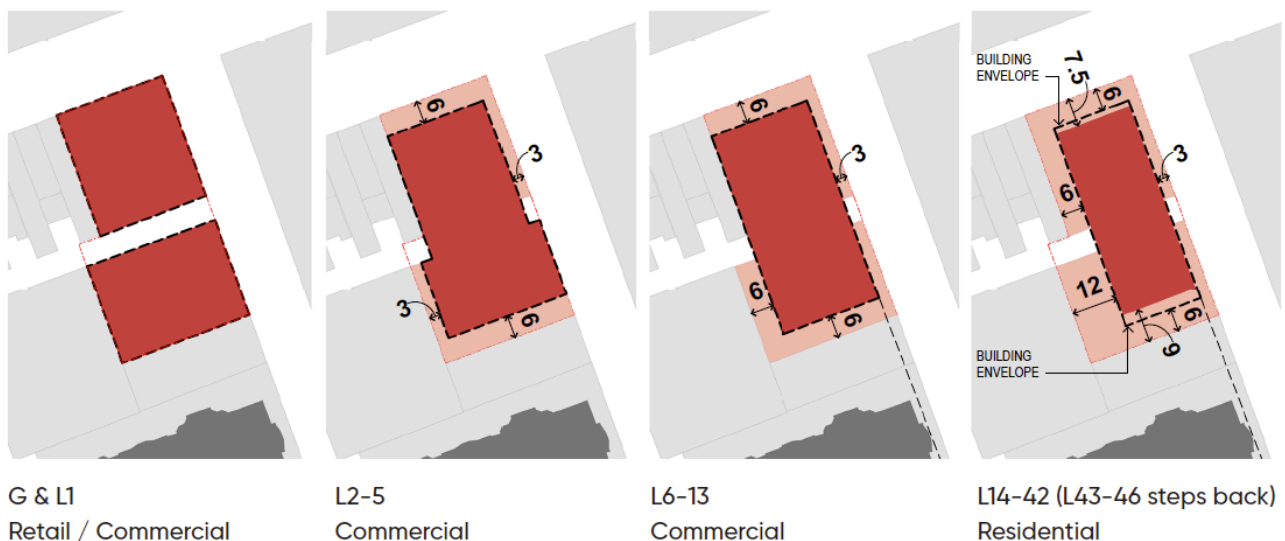 6
3
3
6
6
3
6
6
BUILDING
ENVELOPE
7.5
6
3
6
12
6
9
BUILDING
ENVELOPE
G & L1
Retail / Commercial
L2-5
Commercial
L6-13
Commercial
L14-42 (L43-46 steps back)
Residential